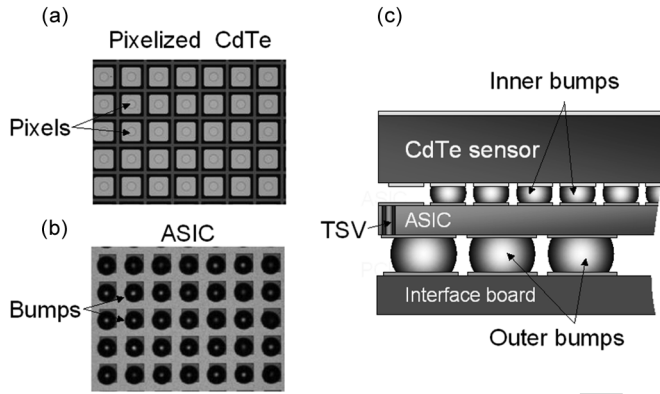 (a)
Pixelized CdTe
Pixels
(b)
ASIC
Bumps
(c)
Inner bumps
CdTe sensor
TSV
ASIC
Interface board
Outer bumps